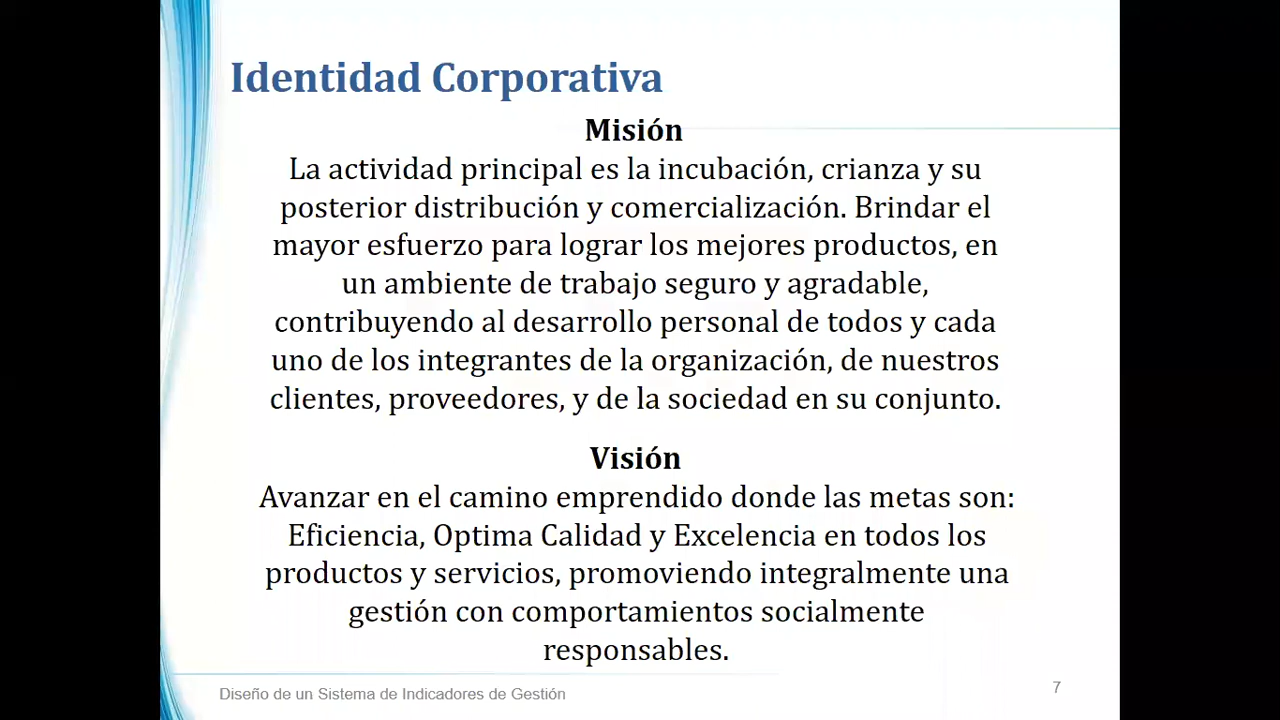 Identidad Corporativa
Misión
La actividad principal es la incubación, crianza y su
posterior distribución y comercialización. Brindar el
mayor esfuerzo para lograr los mejores productos, en
un ambiente de trabajo seguro y agradable,
contribuyendo al desarrollo personal de todos y cada
uno de los integrantes de la organización, de nuestros
clientes, proveedores, y de la sociedad en su conjunto.
Visión
Avanzar en el camino emprendido donde las metas son:
Eficiencia, Optima Calidad y Excelencia en todos los
productos y servicios, promoviendo integralmente una
gestión con comportamientos socialmente
responsables.
Diseño de un Sistema de Indicadores de Gestión
7